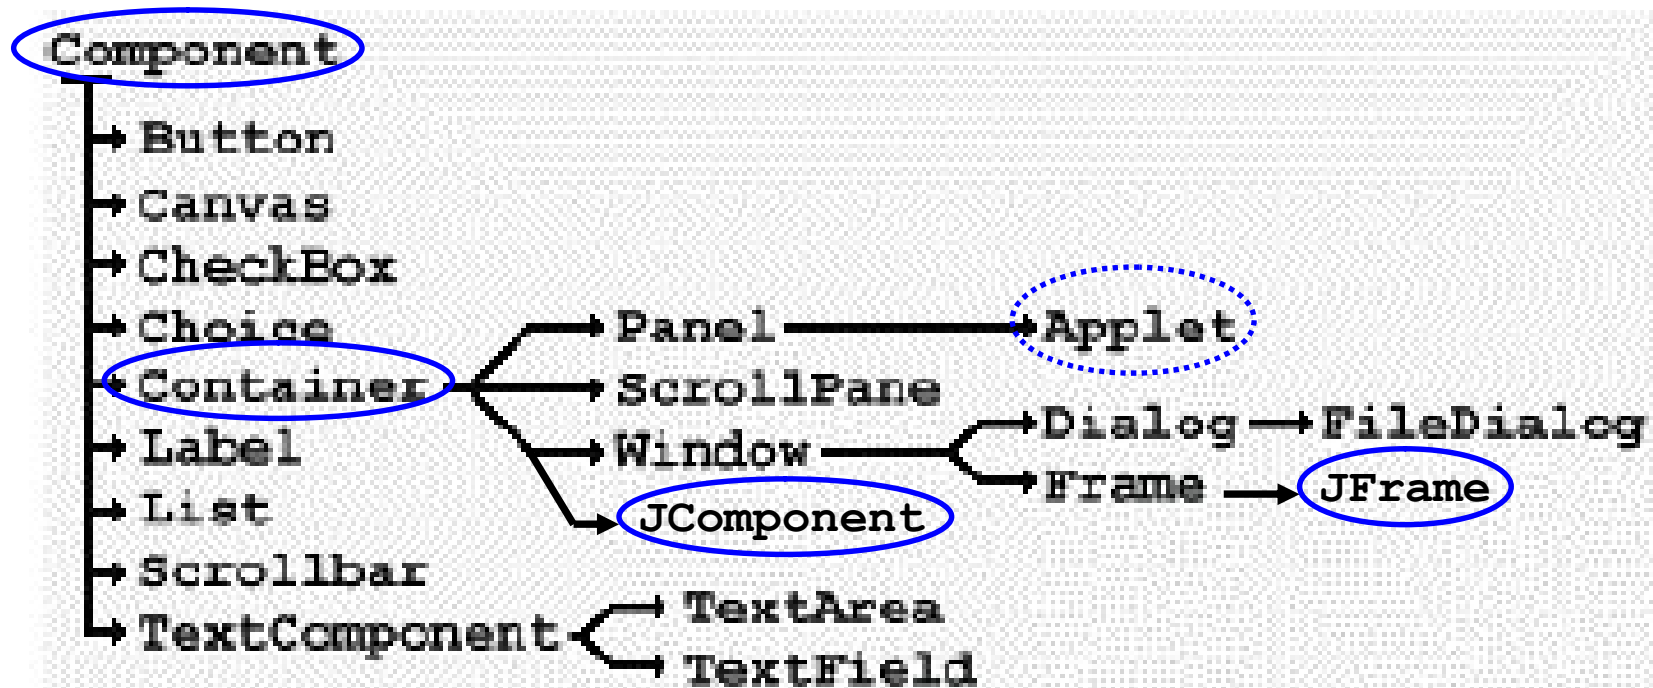 Component
Button
Canvas
CheckBox
Choice Panel Applet
Container ScrollPane
Label Window Dialog FileDialog
Frame JFrame
List JComponent
Scrollbar
TextComponent TextArea
TextField